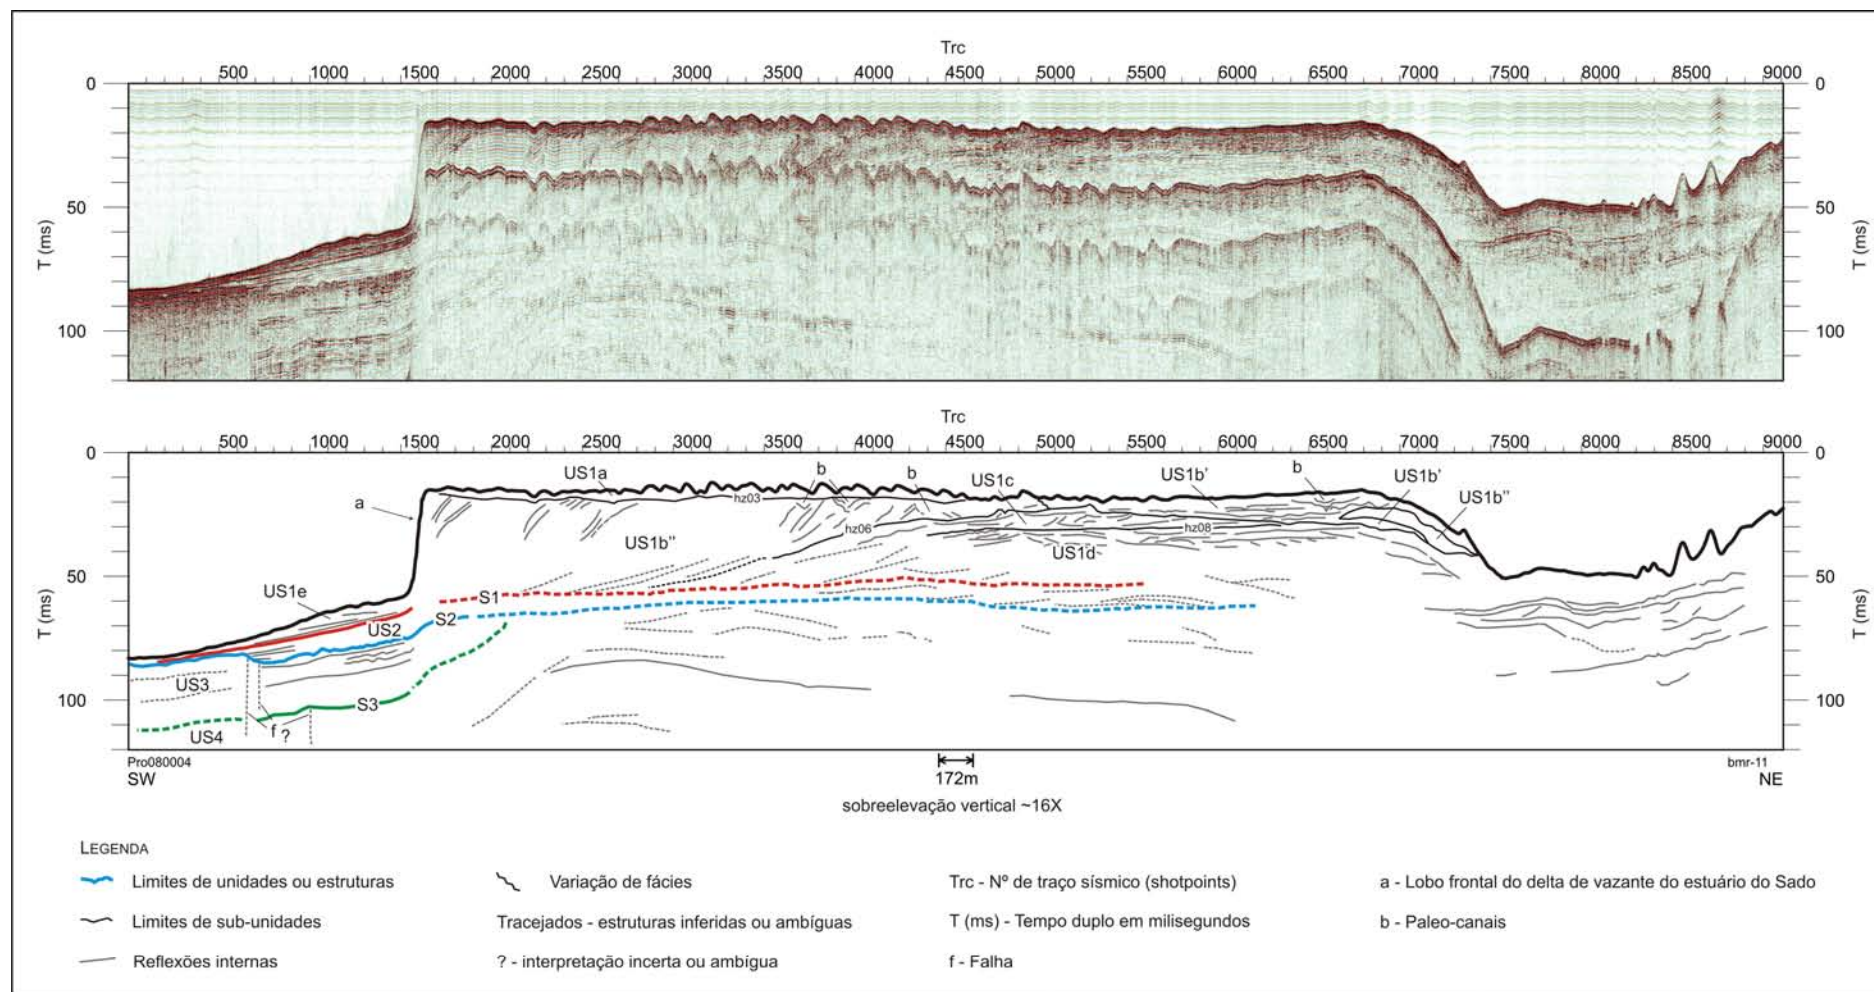 Trc
500 1000 1500 2000 2500 3000 3500 4000 4500 5000 5500 6000 6500 7000 7500 8000 8500 9000
0 0
50 50
T (ms) T (ms)
100 100
Trc
500 1000 1500 2000 2500 3000 3500 4000 4500 5000 5500 6000 6500 7000 7500 8000 8500 9000
0 0
US1a b b US1c US1b' b US1b'
a hz03 US1b"
hz06 hz08
US1b" US1d
50 50
US1e S1
US2 S2
T (ms) T (ms)
US3
100 S3 100
US4 f ?
Pro080004 bmr-11
SW 172m NE
sobreelevação vertical ~16X
LEGENDA
Limites de unidades ou estruturas Variação de fácies Trc - Nº de traço sísmico (shotpoints) a - Lobo frontal do delta de vazante do estuário do Sado
Limites de sub-unidades Tracejados - estruturas inferidas ou ambíguas T (ms) - Tempo duplo em milisegundos b - Paleo-canais
Reflexões internas ? - interpretação incerta ou ambígua f - Falha